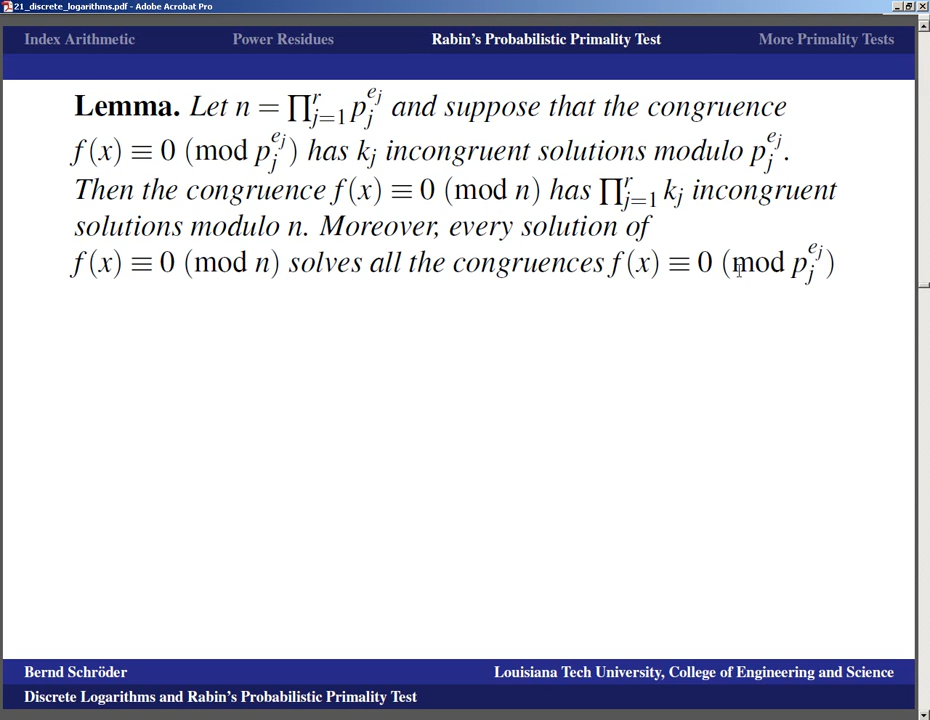 21_discrete_logarithms.pdf - Adobe Acrobat Pro
Index Arithmetic Power Residues Rabin's Probabilistic Primality Test More Primality Tests
Lemma. Let n = ∏_{j=1}^{r} p_j^{e_j} and suppose that the congruence
f(x) ≡ 0 (mod p_j^{e_j}) has k_j incongruent solutions modulo p_j^{e_j}.
Then the congruence f(x) ≡ 0 (mod n) has ∏_{j=1}^{r} k_j incongruent
solutions modulo n. Moreover, every solution of
f(x) ≡ 0 (mod n) solves all the congruences f(x) ≡ 0 (mod p_j^{e_j})
Bernd Schröder Louisiana Tech University, College of Engineering and Science
Discrete Logarithms and Rabin's Probabilistic Primality Test